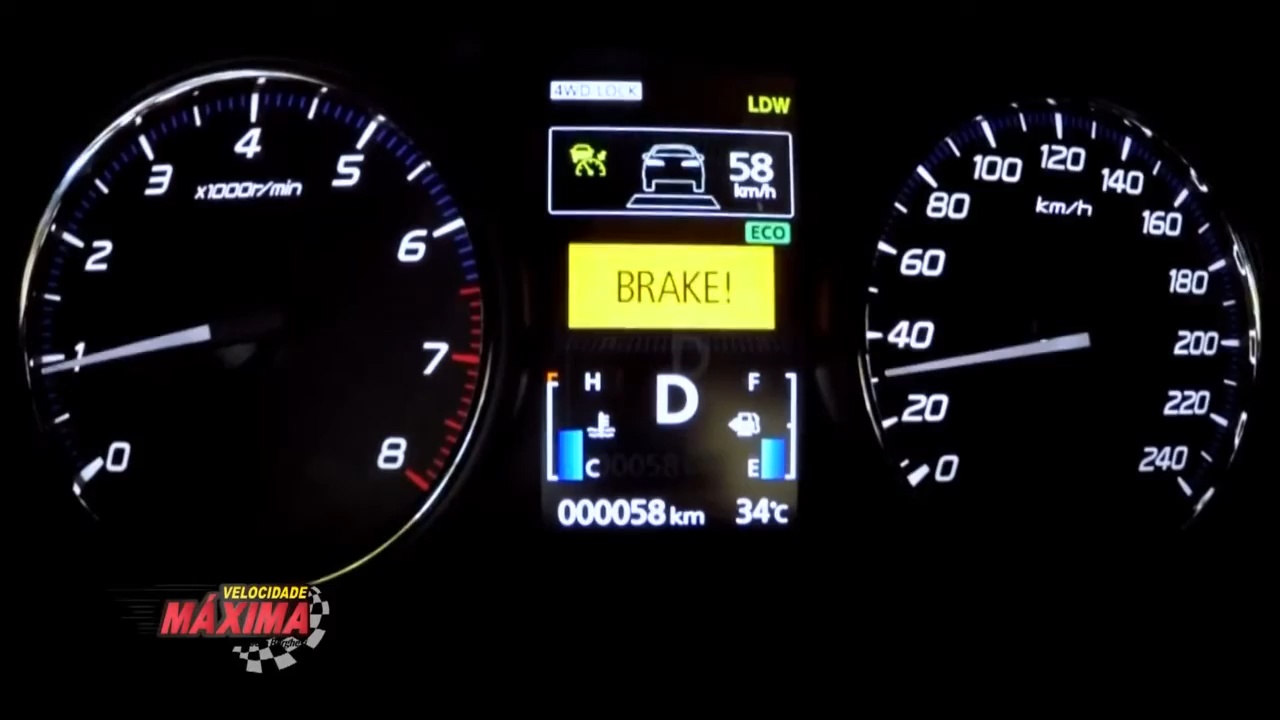 4WD LOCK
LDW
58
km/h
ECO
BRAKE!
D
H
C
F
E
000058 km
34°C
0
1
2
3
4
5
6
7
8
x1000r/min
0
20
40
60
80
100
120
140
160
180
200
220
240
km/h
VELOCIDADE
MÁXIMA